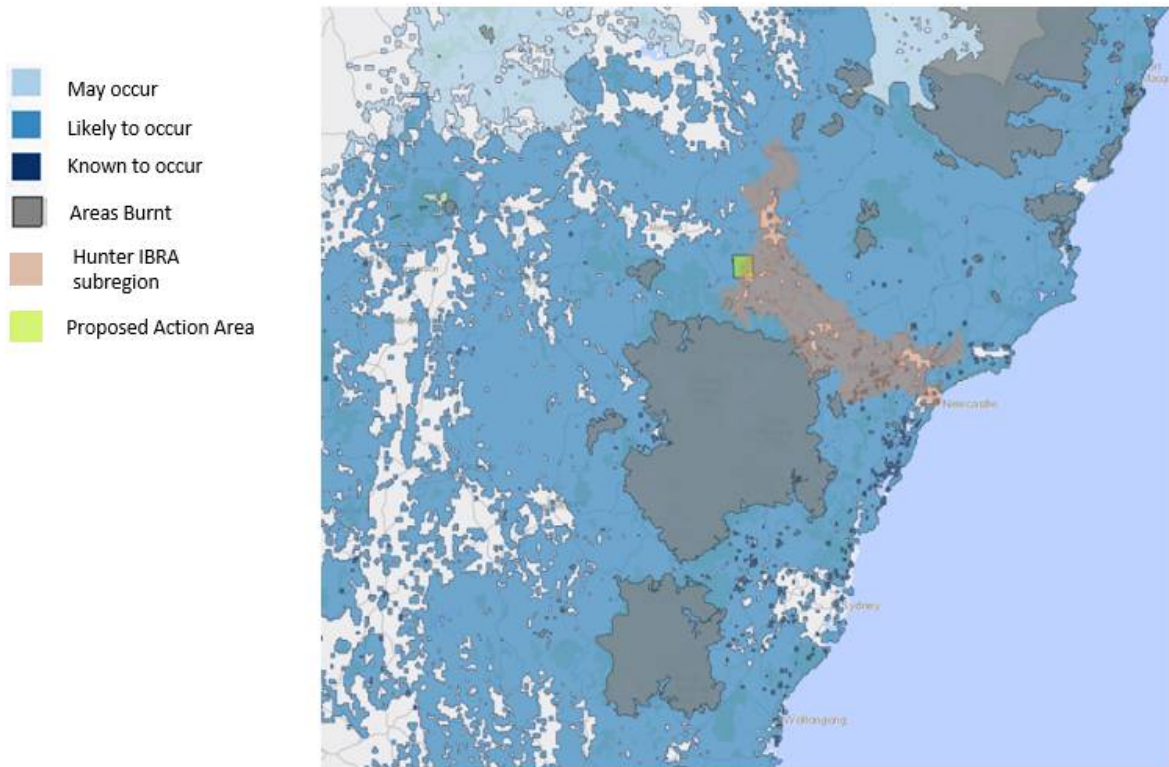 May occur
Likely to occur
Known to occur
Areas Burnt
Hunter IBRA
subregion
Proposed Action Area
Newcastle
Sydney
Wollongong